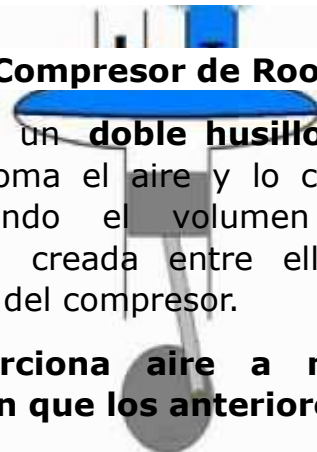 Compresor de Roo
un doble husillo
oma el aire y lo c
ndo el volumen
creada entre ell
del compresor.
rciona aire a
n que los anteriore